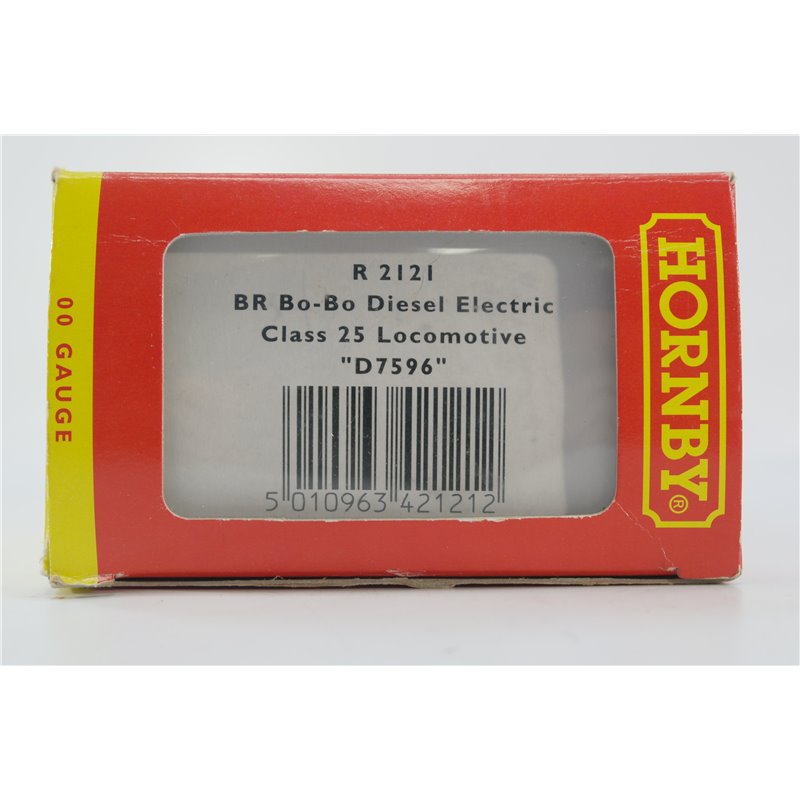 00 GAUGE
R 2121
BR Bo-Bo Diesel Electric
Class 25 Locomotive
"D7596"
5 010963 421212
HORNBY®